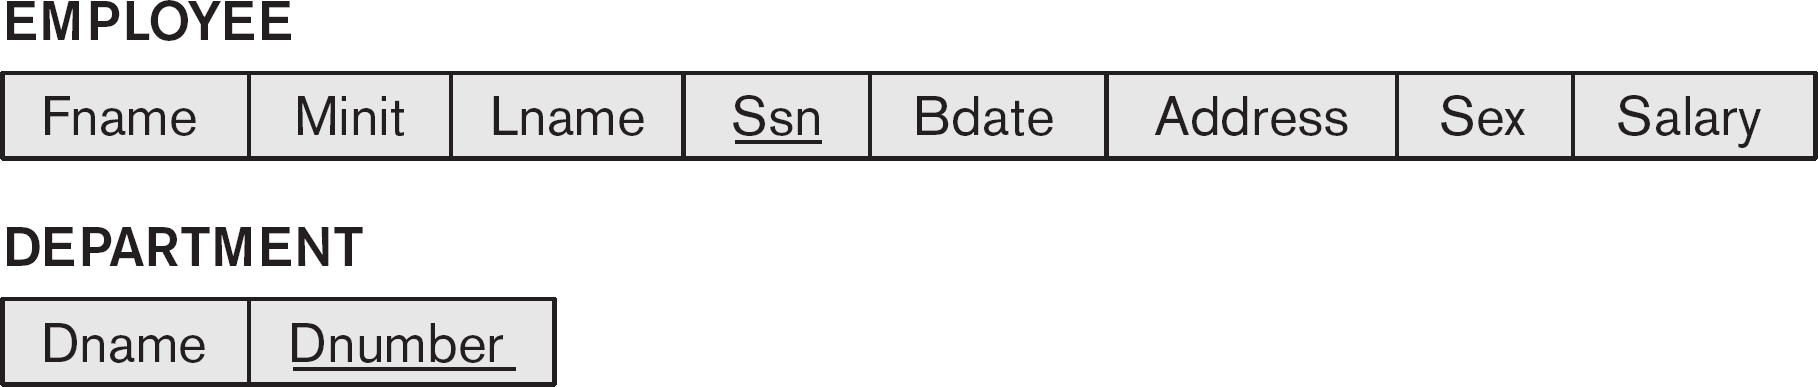 EMPLOYEE
Fname Minit Lname Ssn Bdate Address Sex Salary
DEPARTMENT
Dname Dnumber